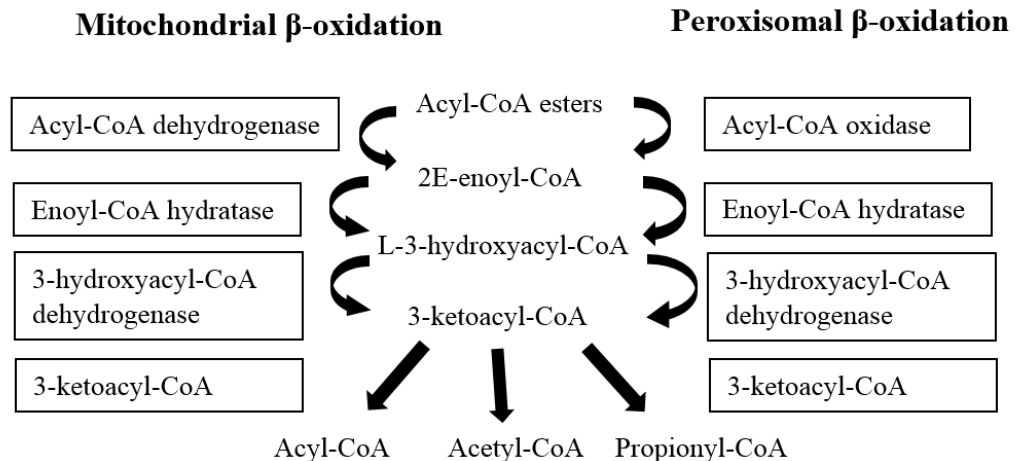 Mitochondrial β-oxidation
Peroxisomal β-oxidation
Acyl-CoA esters
Acyl-CoA dehydrogenase
Acyl-CoA oxidase
2E-enoyl-CoA
Enoyl-CoA hydratase
Enoyl-CoA hydratase
L-3-hydroxyacyl-CoA
3-hydroxyacyl-CoA
dehydrogenase
3-hydroxyacyl-CoA
dehydrogenase
3-ketoacyl-CoA
3-ketoacyl-CoA
3-ketoacyl-CoA
Acyl-CoA
Acetyl-CoA
Propionyl-CoA